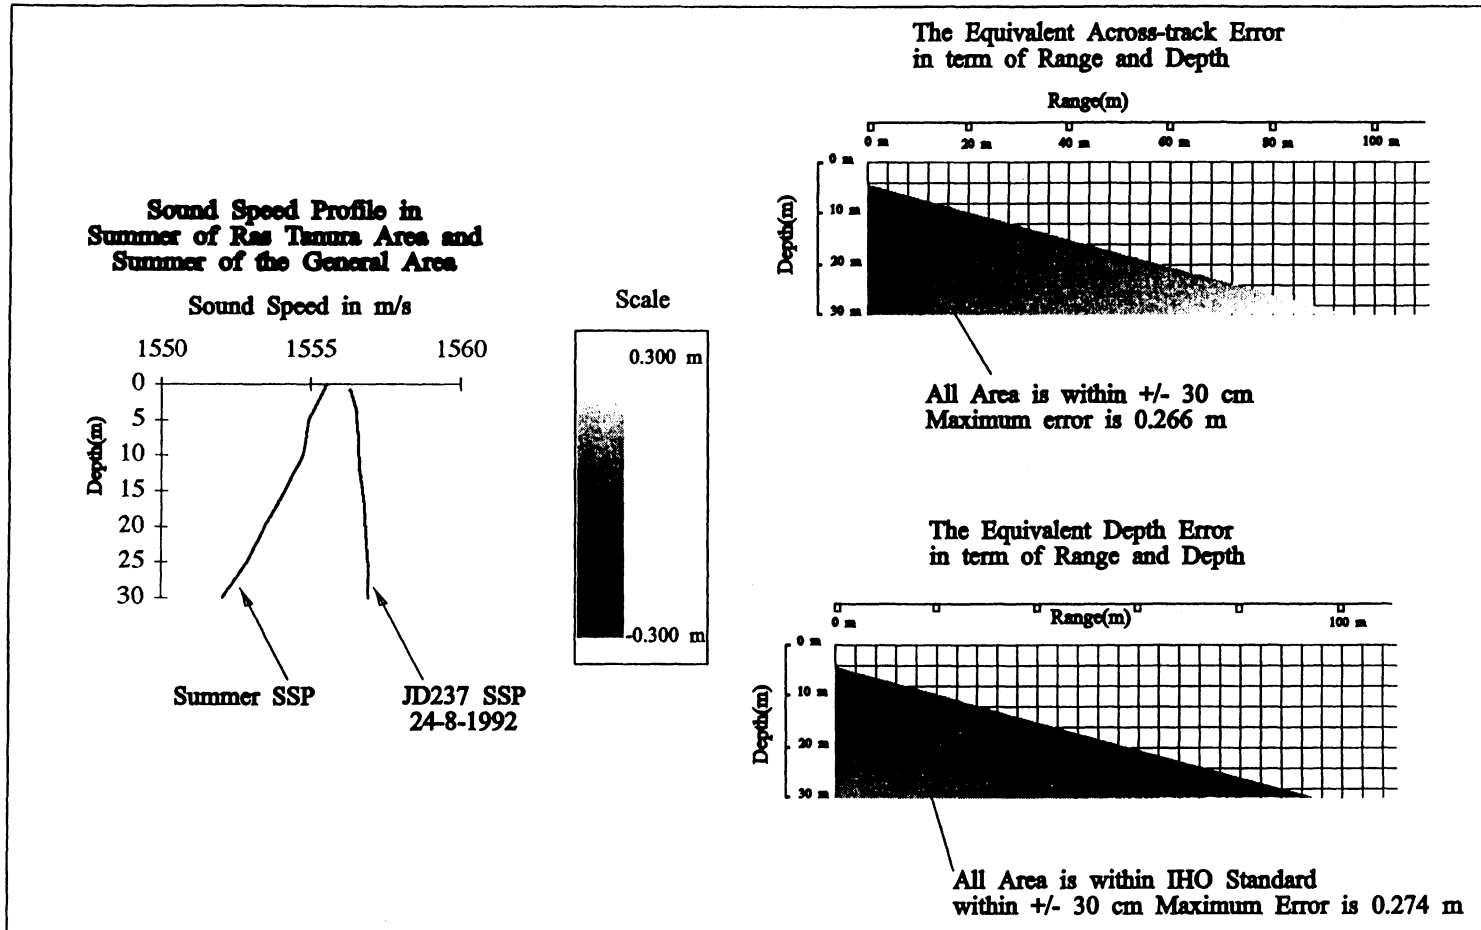 Sound Speed Profile in
Summer of Ras Tanura Area and
Summer of the General Area
Sound Speed in m/s
1550 1555 1560
Depth(m)
0
5
10
15
20
25
30
Summer SSP
JD237 SSP
24-8-1992
Scale
0.300 m
-0.300 m
The Equivalent Across-track Error
in term of Range and Depth
Range(m)
0 m 20 m 40 m 60 m 80 m 100 m
Depth(m)
0 m
10 m
20 m
30 m
All Area is within +/- 30 cm
Maximum error is 0.266 m
The Equivalent Depth Error
in term of Range and Depth
Range(m)
0 m 100 m
Depth(m)
0 m
10 m
20 m
30 m
All Area is within IHO Standard
within +/- 30 cm Maximum Error is 0.274 m